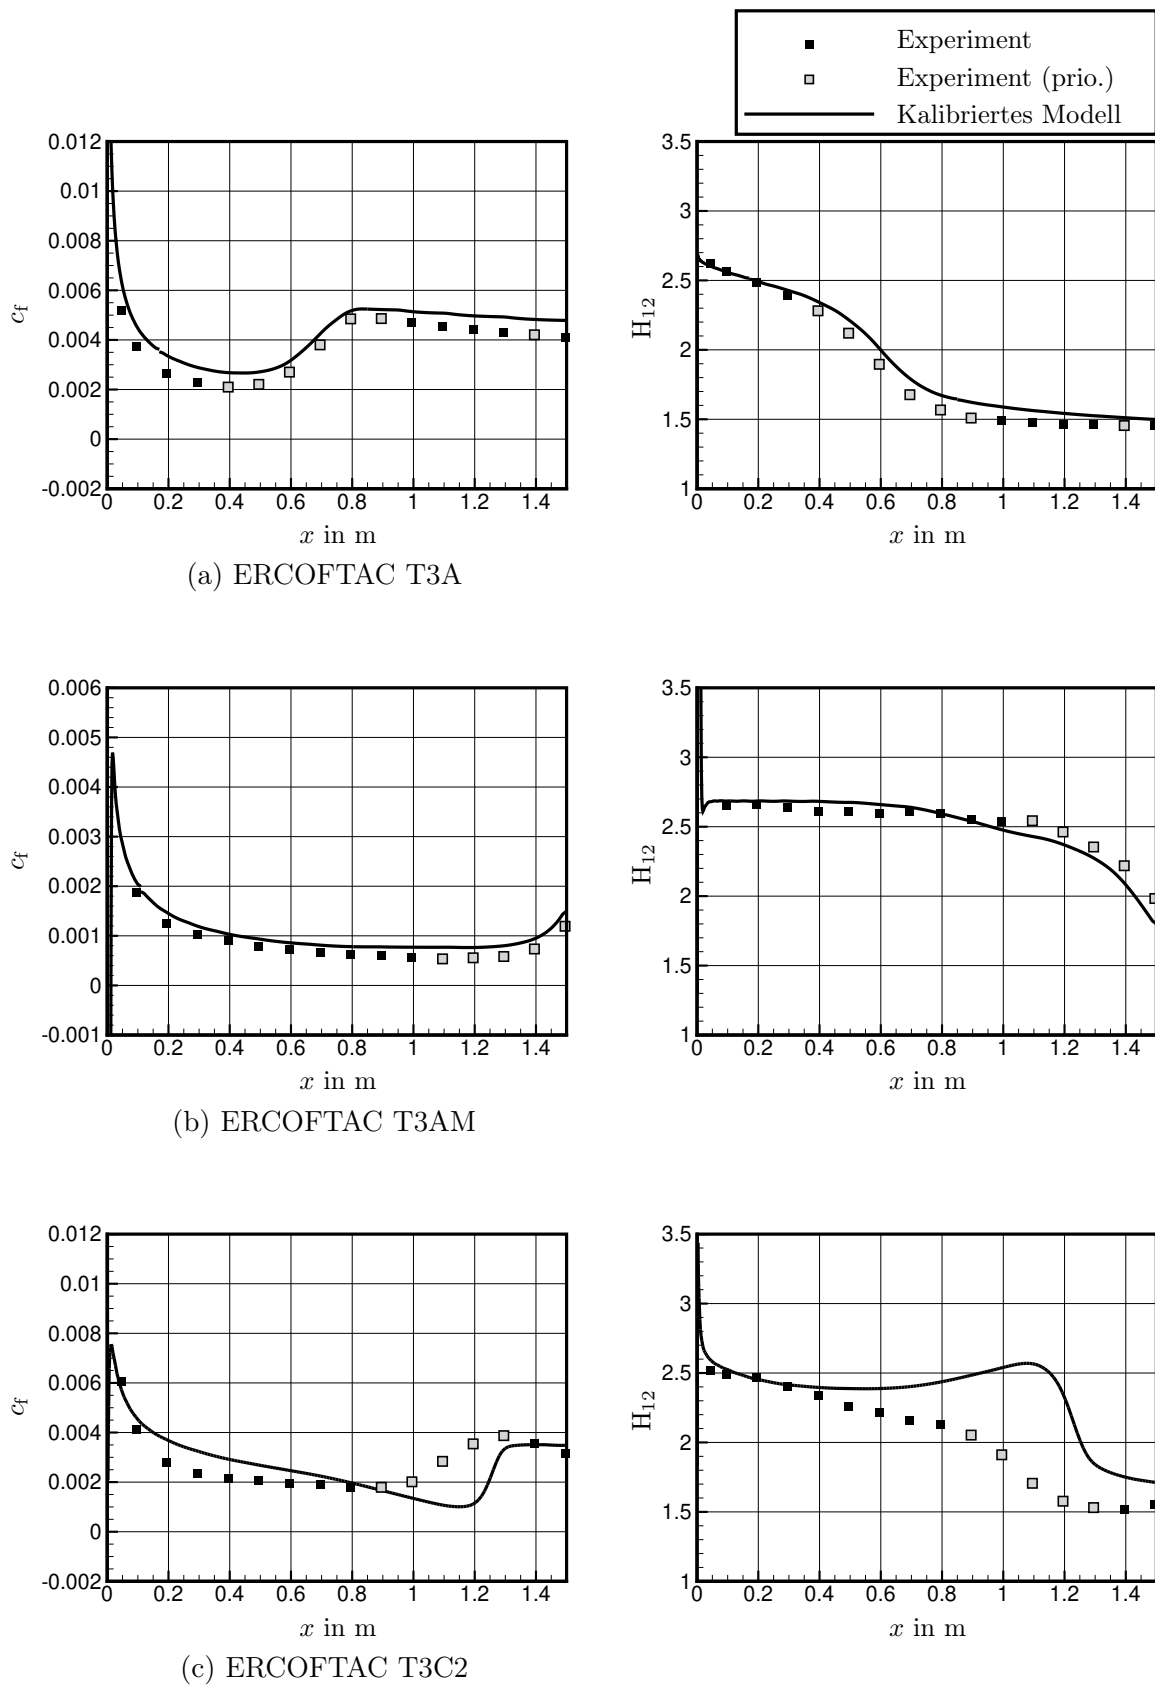 Experiment
Experiment (prio.)
Kalibriertes Modell
0.012
0.01
0.008
0.006
0.004
0.002
0
-0.002
c_f
0 0.2 0.4 0.6 0.8 1 1.2 1.4
x in m
3.5
3
2.5
2
1.5
1
H_12
0 0.2 0.4 0.6 0.8 1 1.2 1.4
x in m
(a) ERCOFTAC T3A
0.006
0.005
0.004
0.003
0.002
0.001
0
-0.001
c_f
0 0.2 0.4 0.6 0.8 1 1.2 1.4
x in m
3.5
3
2.5
2
1.5
1
H_12
0 0.2 0.4 0.6 0.8 1 1.2 1.4
x in m
(b) ERCOFTAC T3AM
0.012
0.01
0.008
0.006
0.004
0.002
0
-0.002
c_f
0 0.2 0.4 0.6 0.8 1 1.2 1.4
x in m
3.5
3
2.5
2
1.5
1
H_12
0 0.2 0.4 0.6 0.8 1 1.2 1.4
x in m
(c) ERCOFTAC T3C2